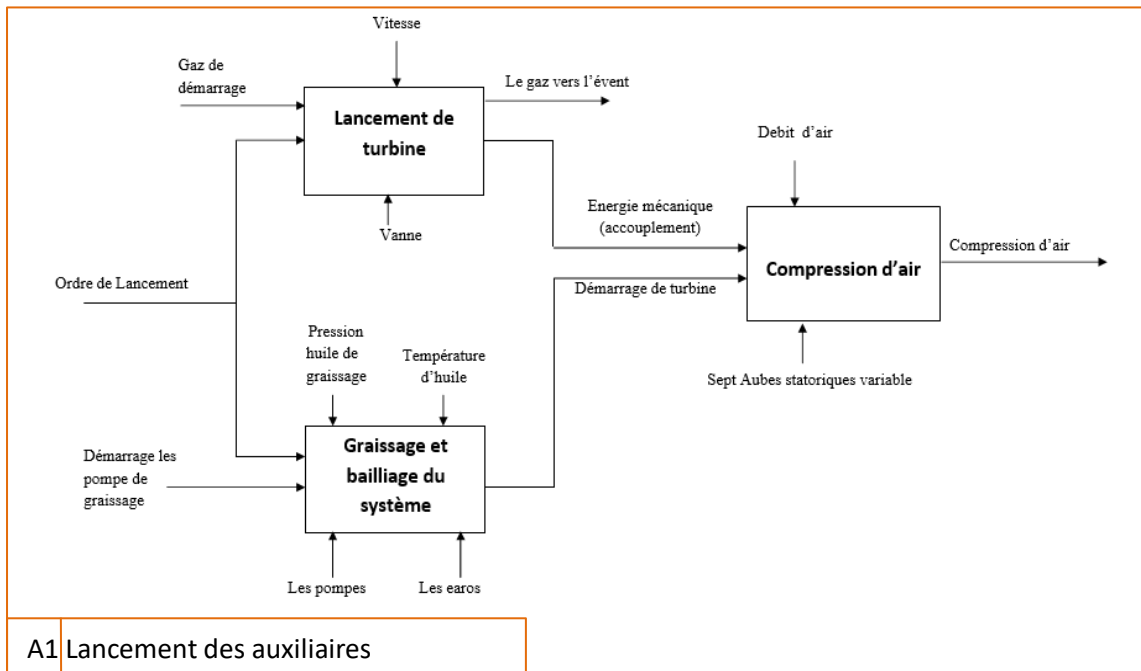 Vitesse
Gaz de
démarrage
Le gaz vers l'évent
Lancement de
turbine
Debit d'air
Vanne
Energie mécanique
(accouplement)
Compression d'air
Compression d'air
Ordre de Lancement
Démarrage de turbine
Pression
huile de
graissage
Température
d'huile
Sept Aubes statoriques variable
Graissage et
bailliage du
système
Démarrage les
pompe de
graissage
Les pompes
Les earos
A1 Lancement des auxiliaires